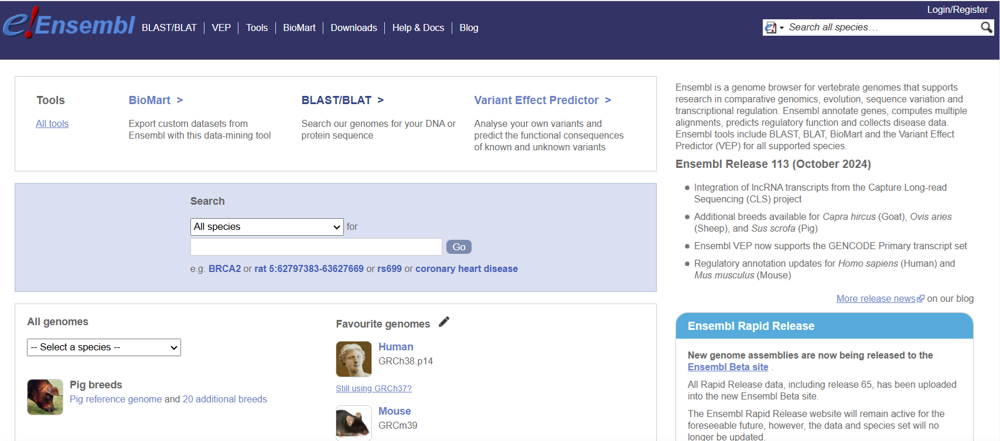 e!Ensembl
BLAST/BLAT
VEP
Tools
BioMart
Downloads
Help & Docs
Blog
Login/Register
Search all species…
Tools
All tools
BioMart >
Export custom datasets from
Ensembl with this data-mining tool
BLAST/BLAT >
Search our genomes for your DNA or
protein sequence
Variant Effect Predictor >
Analyse your own variants and
predict the functional consequences
of known and unknown variants
Search
All species
for
Go
e.g. BRCA2 or rat 5:62797383-63627669 or rs699 or coronary heart disease
All genomes
-- Select a species --
Pig breeds
Pig reference genome and 20 additional breeds
Favourite genomes
Human
GRCh38.p14
Still using GRCh37?
Mouse
GRCm39
Ensembl is a genome browser for vertebrate genomes that supports
research in comparative genomics, evolution, sequence variation and
transcriptional regulation. Ensembl annotate genes, computes multiple
alignments, predicts regulatory function and collects disease data.
Ensembl tools include BLAST, BLAT, BioMart and the Variant Effect
Predictor (VEP) for all supported species.
Ensembl Release 113 (October 2024)
Integration of lncRNA transcripts from the Capture Long-read
Sequencing (CLS) project
Additional breeds available for Capra hircus (Goat), Ovis aries
(Sheep), and Sus scrofa (Pig)
Ensembl VEP now supports the GENCODE Primary transcript set
Regulatory annotation updates for Homo sapiens (Human) and
Mus musculus (Mouse)
More release news on our blog
Ensembl Rapid Release
New genome assemblies are now being released to the
Ensembl Beta site .
All Rapid Release data, including release 65, has been uploaded
into the new Ensembl Beta site.
The Ensembl Rapid Release website will remain active for the
foreseeable future, however, the data and species set will no
longer be updated.